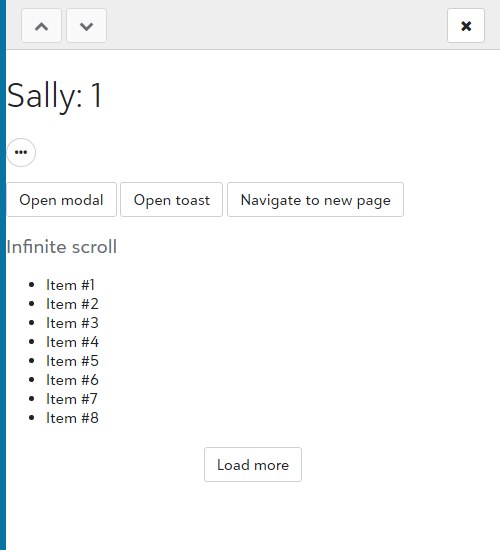 Sally: 1
Open modal Open toast Navigate to new page
Infinite scroll
Item #1
Item #2
Item #3
Item #4
Item #5
Item #6
Item #7
Item #8
Load more